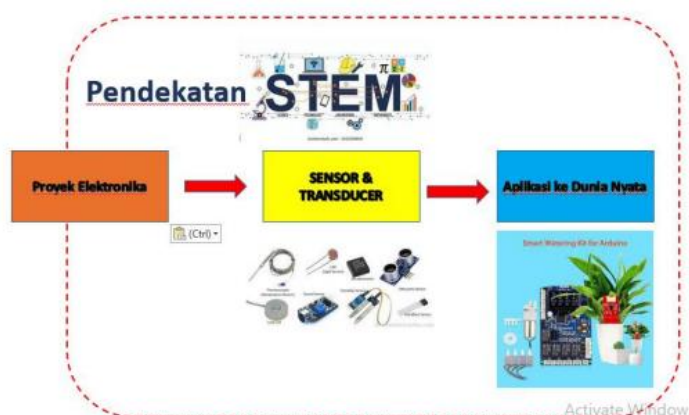 Pendekatan STEM
π
Proyek Elektronika
SENSOR &
TRANSDUCER
Aplikasi ke Dunia Nyata
(Ctrl)
Smart Watering Kit for Arduino
Activate Window